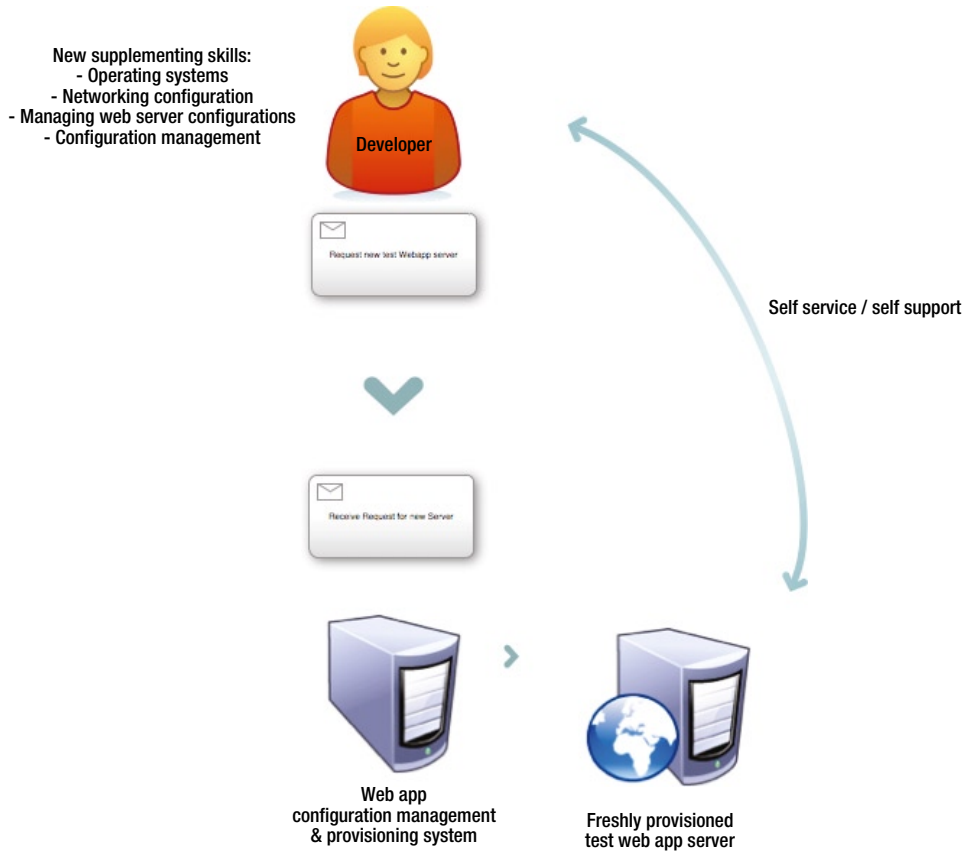 New supplementing skills:
- Operating systems
- Networking configuration
- Managing web server configurations
- Configuration management
Developer
Request new test Webapp server
Self service / self support
Receive Request for new Server
Web app
configuration management
& provisioning system
Freshly provisioned
test web app server